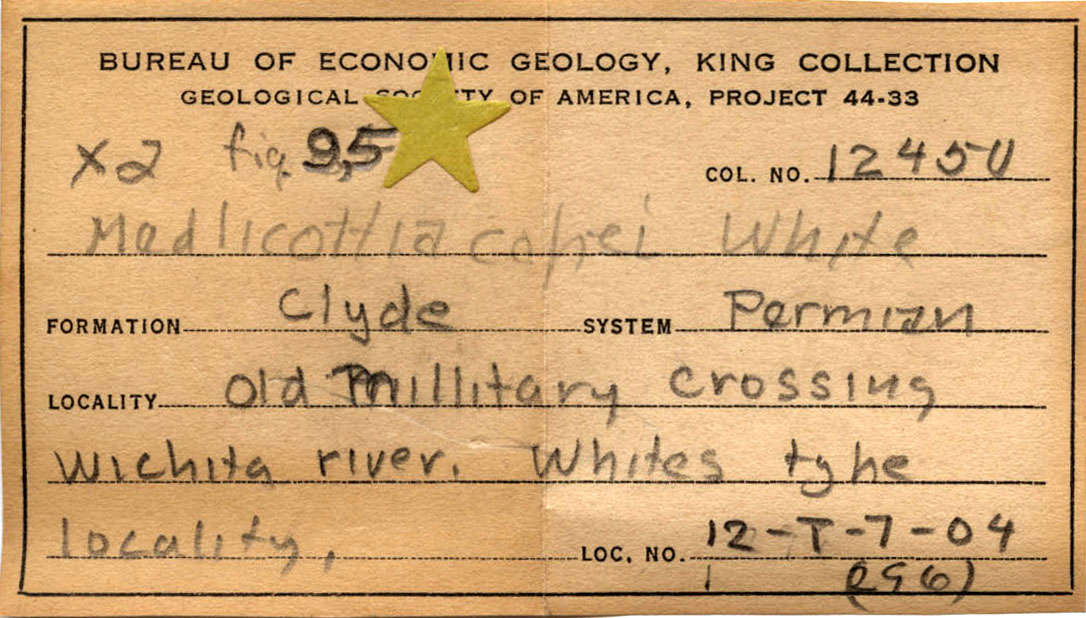 BUREAU OF ECONOMIC GEOLOGY, KING COLLECTION
GEOLOGICAL SOCIETY OF AMERICA, PROJECT 44-33
X2 fig. 9,5 COL. NO. 12450
Medlicottia copei White
FORMATION Clyde SYSTEM Permian
LOCALITY Old Millitary crossing
Wichita river. Whites type
locality, LOC. NO. 12-T-7-04
(296)